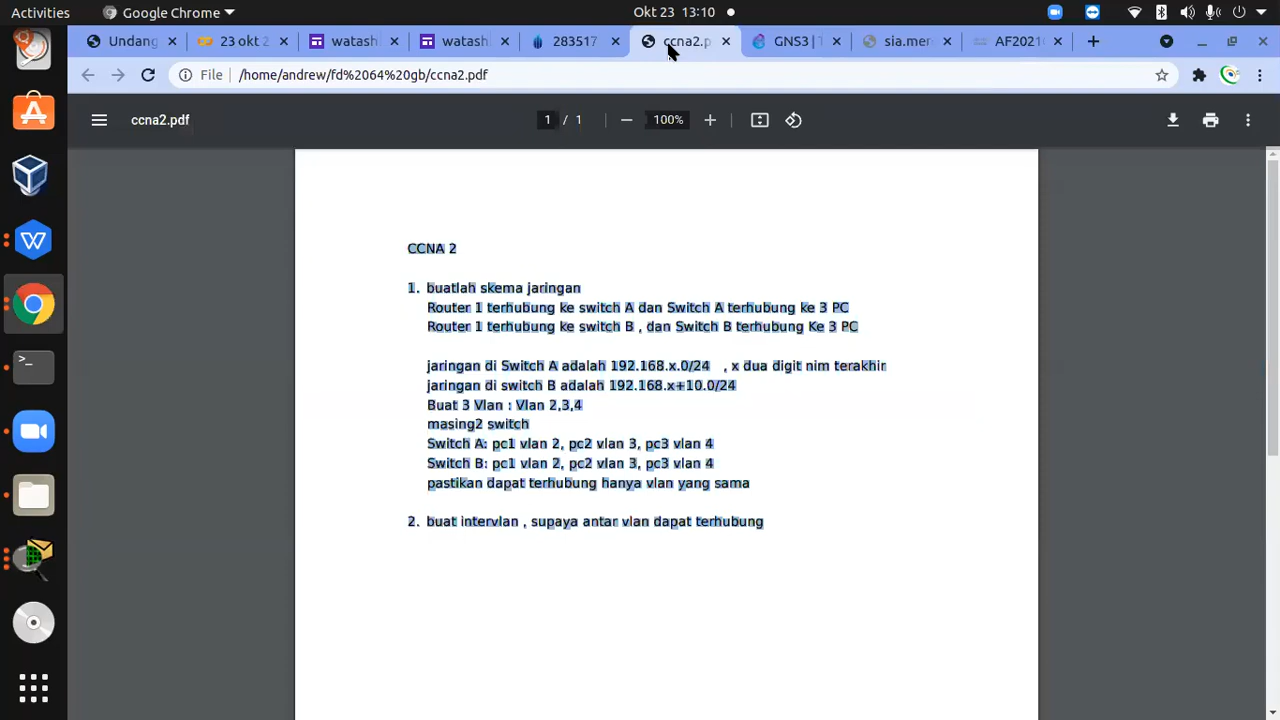 Activities Google Chrome Okt 23 13:10
Undang 23 okt 2 watash watash 283517 ccna2.p GNS3 | T sia.mer AF2021
File /home/andrew/fd%2064%20gb/ccna2.pdf
ccna2.pdf 1 / 1 100%
CCNA 2
1. buatlah skema jaringan
Router 1 terhubung ke switch A dan Switch A terhubung ke 3 PC
Router 1 terhubung ke switch B , dan Switch B terhubung Ke 3 PC
jaringan di Switch A adalah 192.168.x.0/24 , x dua digit nim terakhir
jaringan di switch B adalah 192.168.x+10.0/24
Buat 3 Vlan : Vlan 2,3,4
masing2 switch
Switch A: pc1 vlan 2, pc2 vlan 3, pc3 vlan 4
Switch B: pc1 vlan 2, pc2 vlan 3, pc3 vlan 4
pastikan dapat terhubung hanya vlan yang sama
2. buat intervlan , supaya antar vlan dapat terhubung